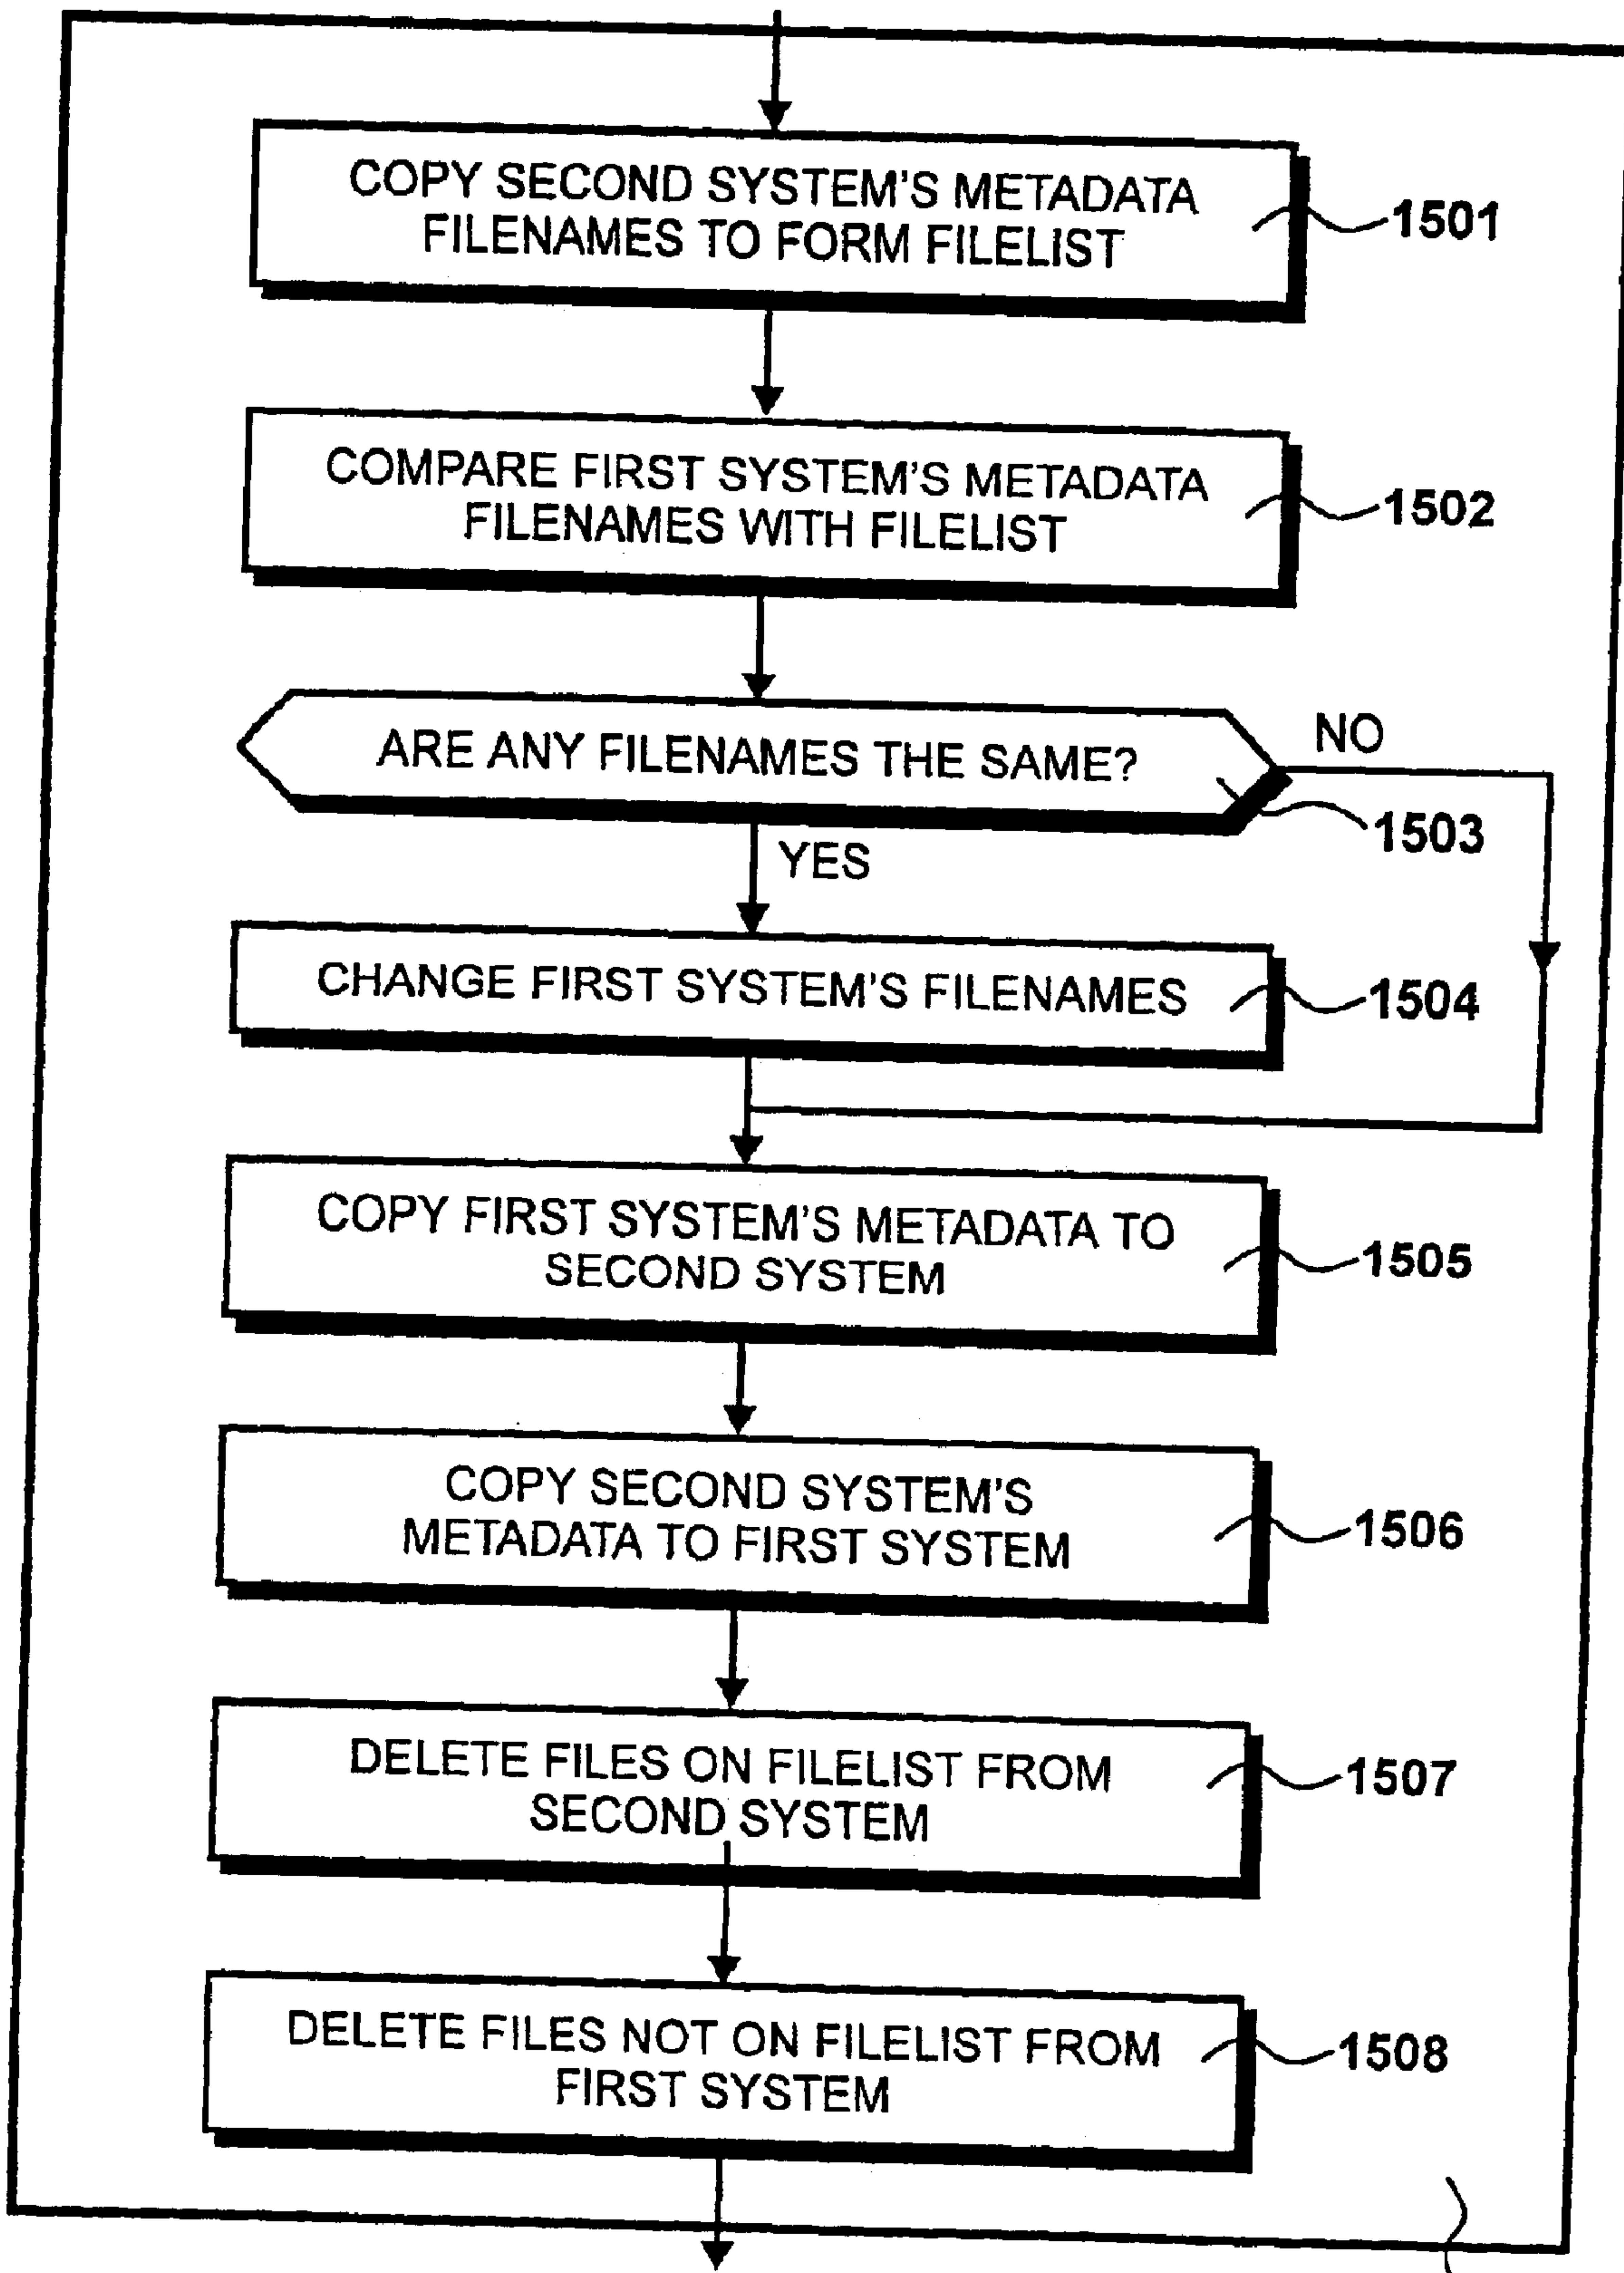 COPY SECOND SYSTEM'S METADATA
FILENAMES TO FORM FILELIST
1501
COMPARE FIRST SYSTEM'S METADATA
FILENAMES WITH FILELIST
1502
ARE ANY FILENAMES THE SAME?
NO
1503
YES
CHANGE FIRST SYSTEM'S FILENAMES
1504
COPY FIRST SYSTEM'S METADATA TO
SECOND SYSTEM
1505
COPY SECOND SYSTEM'S
METADATA TO FIRST SYSTEM
1506
DELETE FILES ON FILELIST FROM
SECOND SYSTEM
1507
DELETE FILES NOT ON FILELIST FROM
FIRST SYSTEM
1508